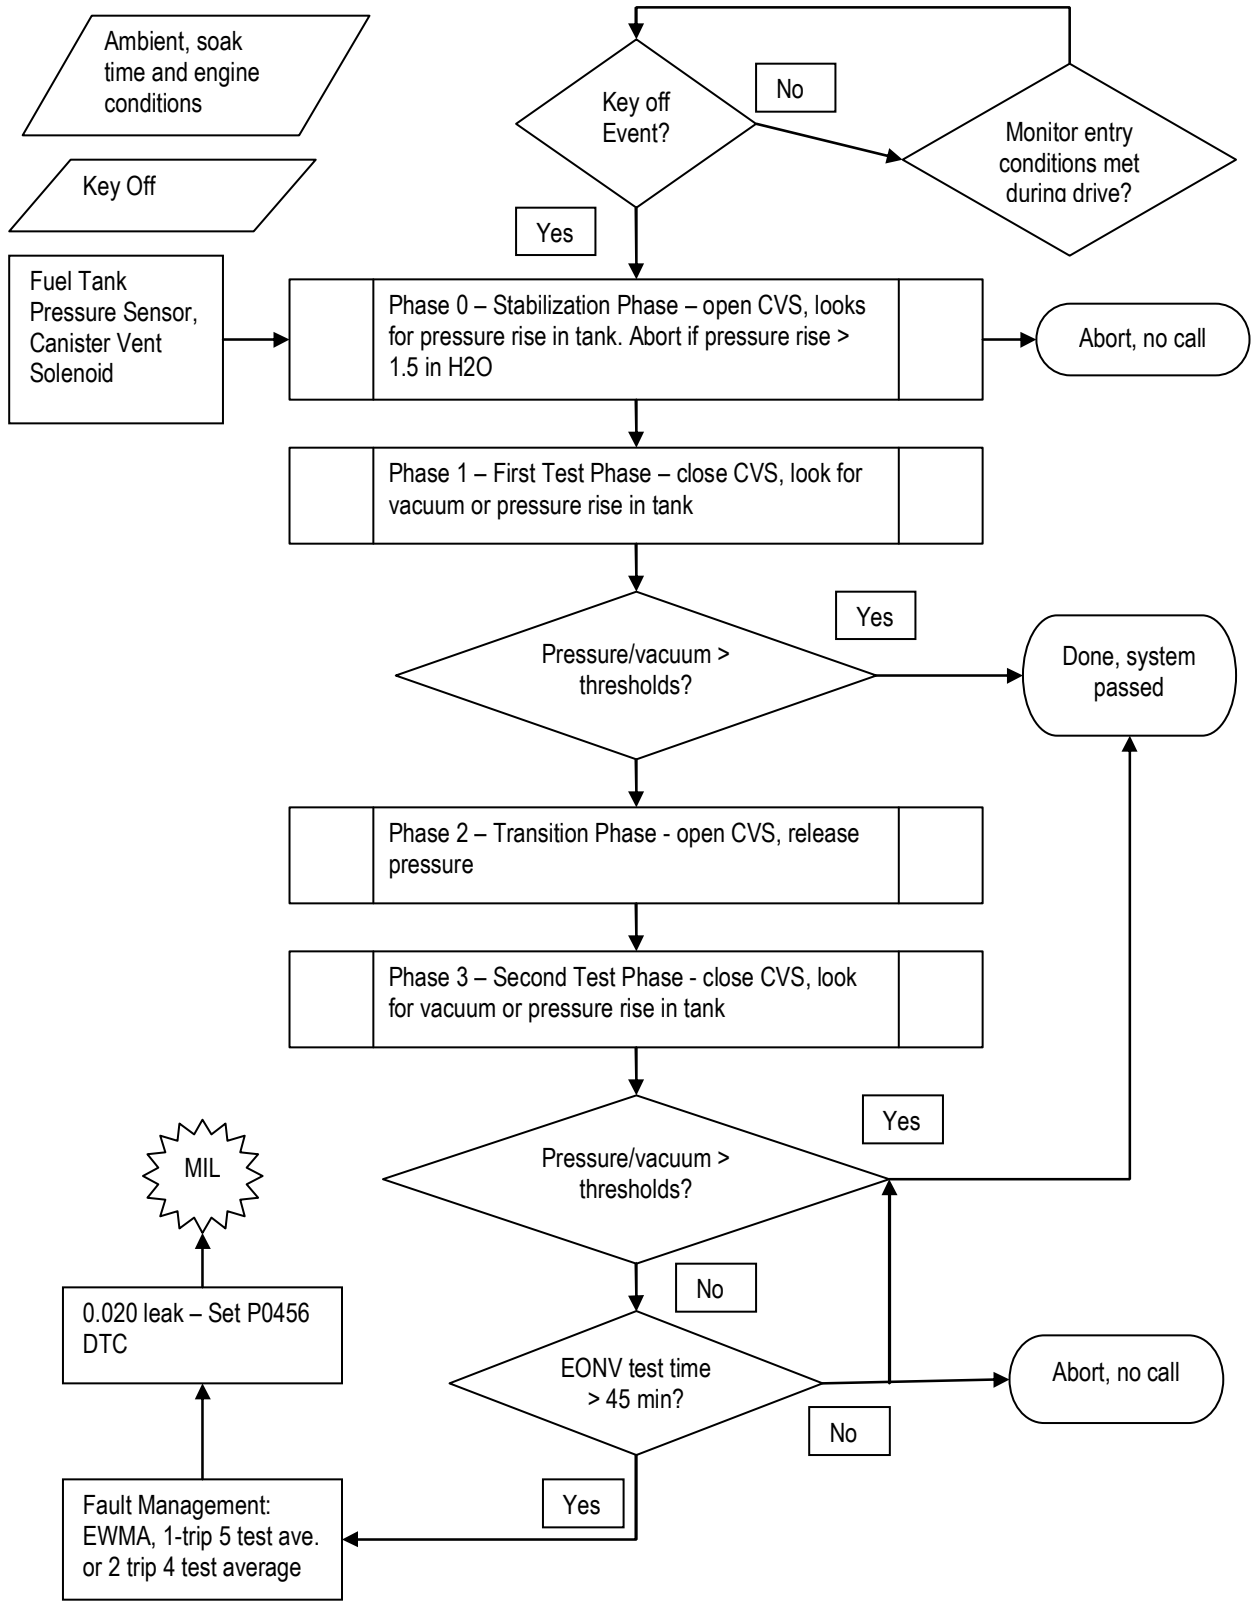 Ambient, soak
time and engine
conditions
Key Off
Fuel Tank
Pressure Sensor,
Canister Vent
Solenoid
Key off
Event?
No
Monitor entry
conditions met
during drive?
Yes
Phase 0 – Stabilization Phase – open CVS, looks
for pressure rise in tank. Abort if pressure rise >
1.5 in H2O
Abort, no call
Phase 1 – First Test Phase – close CVS, look for
vacuum or pressure rise in tank
Pressure/vacuum >
thresholds?
Yes
Done, system
passed
Phase 2 – Transition Phase - open CVS, release
pressure
Phase 3 – Second Test Phase - close CVS, look
for vacuum or pressure rise in tank
Pressure/vacuum >
thresholds?
Yes
No
EONV test time
> 45 min?
No
Abort, no call
Yes
Fault Management:
EWMA, 1-trip 5 test ave.
or 2 trip 4 test average
0.020 leak – Set P0456
DTC
MIL